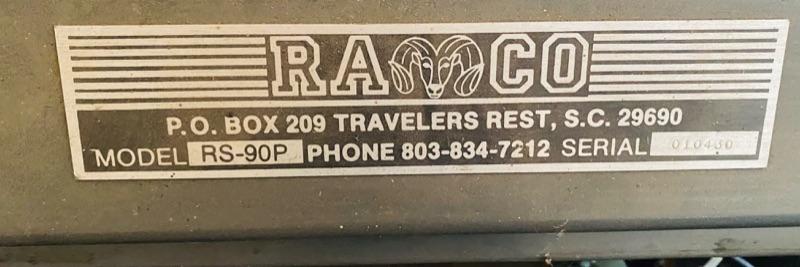 RAMCO
P.O. BOX 209 TRAVELERS REST, S.C. 29690
MODEL RS-90P PHONE 803-834-7212 SERIAL 010430